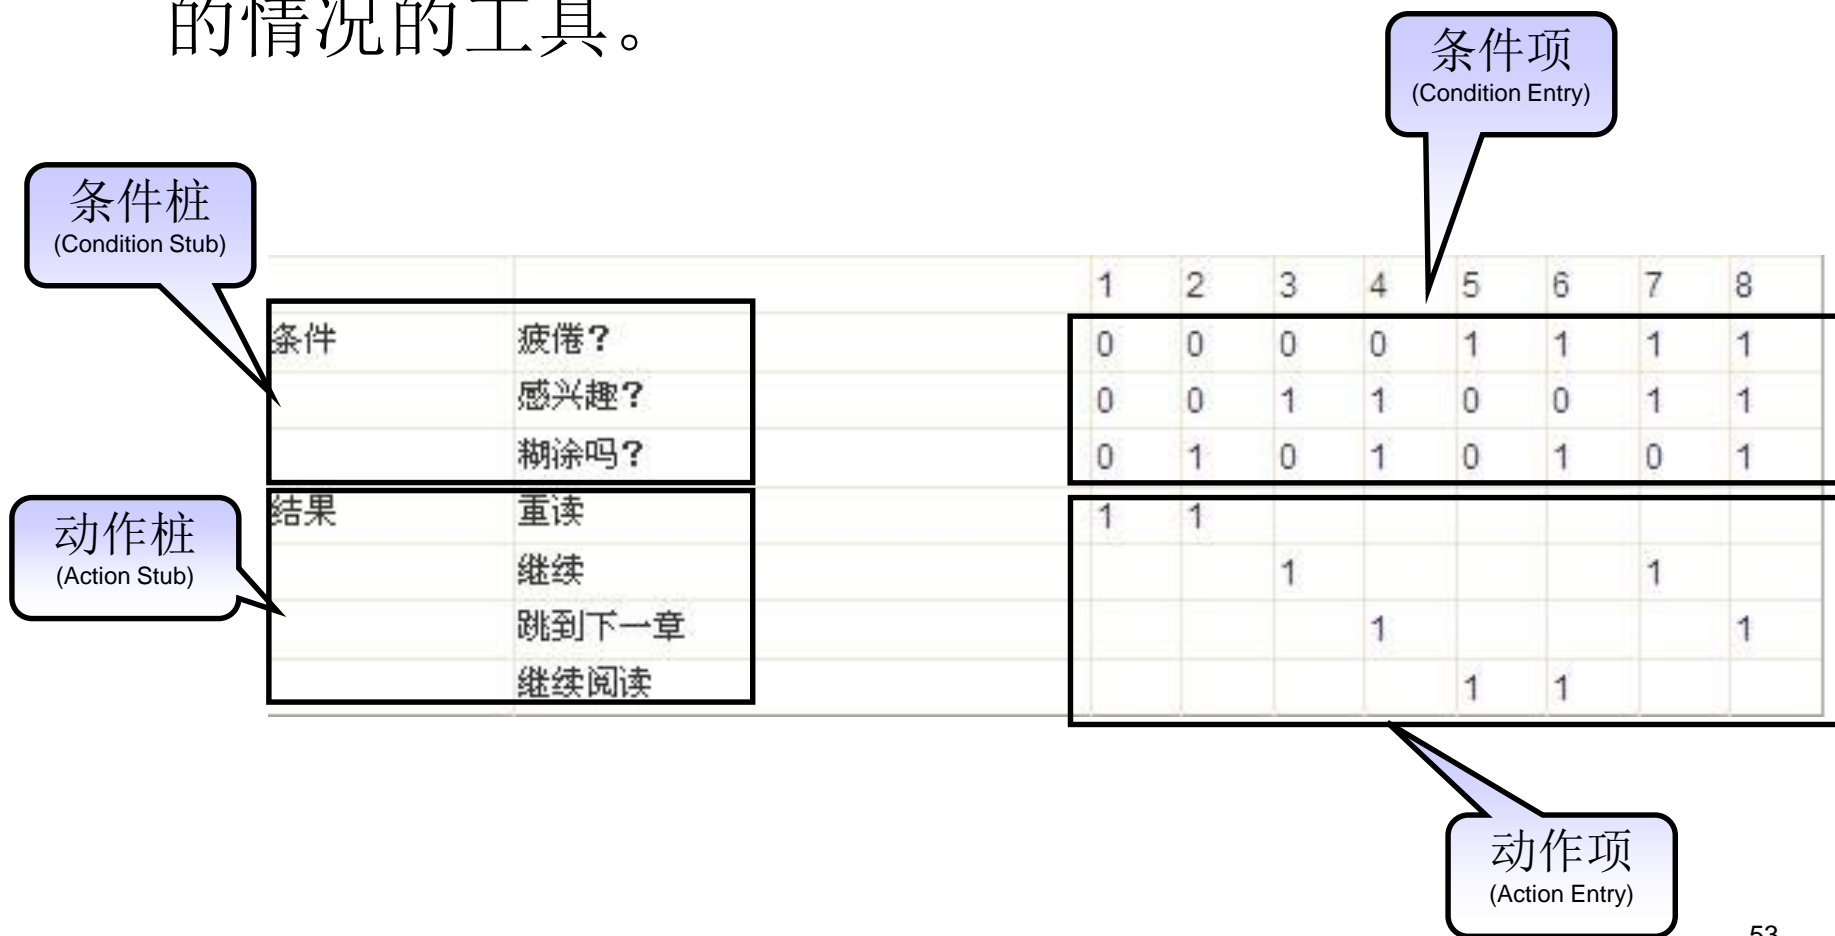 的情况的工具。
条件项
(Condition Entry)
条件桩
(Condition Stub)
1 2 3 4 5 6 7 8
条件 疲倦？ 0 0 0 0 1 1 1 1
感兴趣？ 0 0 1 1 0 0 1 1
糊涂吗？ 0 1 0 1 0 1 0 1
动作桩
(Action Stub)
结果 重读 1 1
继续 1 1
跳到下一章 1 1
继续阅读 1 1
动作项
(Action Entry)
53